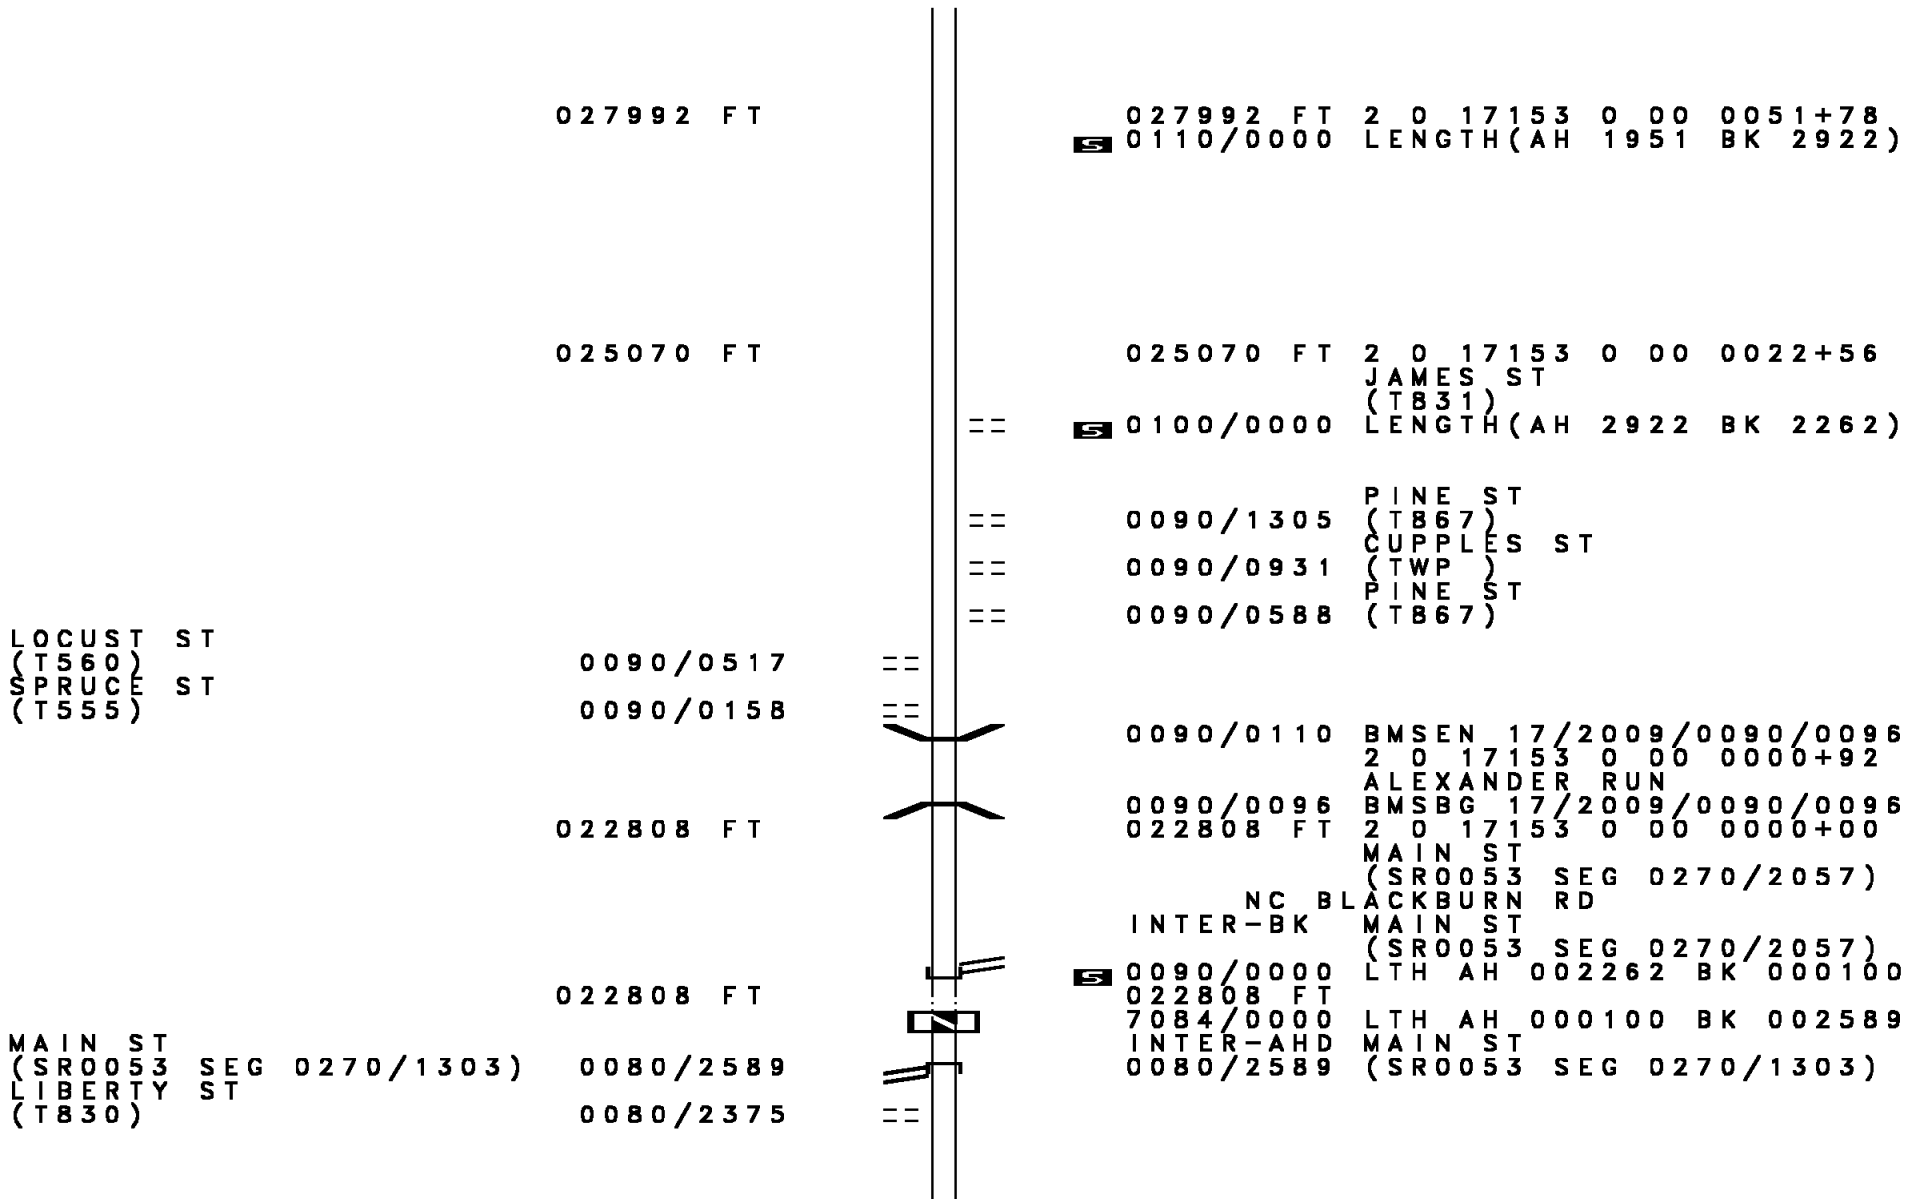 027992 FT 027992 FT 2 0 17153 0 00 0051+78
S 0110/0000 LENGTH(AH 1951 BK 2922)
025070 FT 025070 FT 2 0 17153 0 00 0022+56
JAMES ST
(T831)
S 0100/0000 LENGTH(AH 2922 BK 2262)
PINE ST
0090/1305 (T867)
CUPPLES ST
0090/0931 (TWP )
PINE ST
0090/0588 (T867)
LOCUST ST
(T560) 0090/0517
SPRUCE ST
(T555) 0090/0158
0090/0110 BMSEN 17/2009/0090/0096
2 0 17153 0 00 0000+92
ALEXANDER RUN
0090/0096 BMSBG 17/2009/0090/0096
022808 FT 022808 FT 2 0 17153 0 00 0000+00
MAIN ST
(SR0053 SEG 0270/2057)
NC BLACKBURN RD
INTER-BK MAIN ST
(SR0053 SEG 0270/2057)
S 0090/0000 LTH AH 002262 BK 000100
022808 FT 022808 FT
7084/0000 LTH AH 000100 BK 002589
MAIN ST INTER-AHD MAIN ST
(SR0053 SEG 0270/1303) 0080/2589 0080/2589 (SR0053 SEG 0270/1303)
LIBERTY ST
(T830) 0080/2375